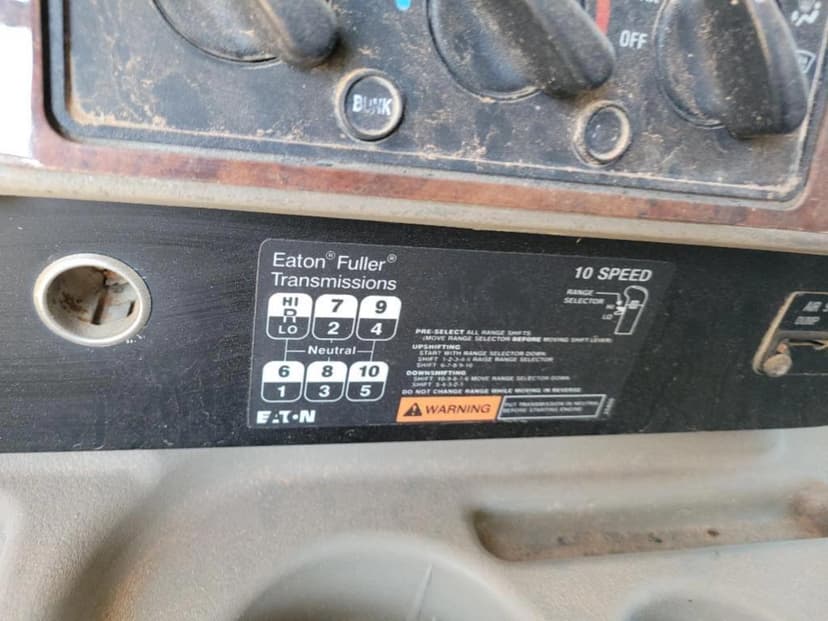 OFF
BUNK
Eaton® Fuller®
Transmissions
10 SPEED
RANGE
SELECTOR
HI
LO
HI 7 9
R
LO 2 4
Neutral
6 8 10
1 3 5
PRE-SELECT ALL RANGE SHIFTS
(MOVE RANGE SELECTOR BEFORE MOVING SHIFT LEVER)
UPSHIFTING
START WITH RANGE SELECTOR DOWN
SHIFT 1-2-3-4-5 RAISE RANGE SELECTOR
SHIFT 6-7-8-9-10
DOWNSHIFTING
SHIFT 10-9-8-7-6 MOVE RANGE SELECTOR DOWN
SHIFT 5-4-3-2-1
DO NOT CHANGE RANGE WHILE MOVING IN REVERSE
WARNING
PUT TRANSMISSION IN NEUTRAL
BEFORE STARTING ENGINE
EATON
AIR
DUMP